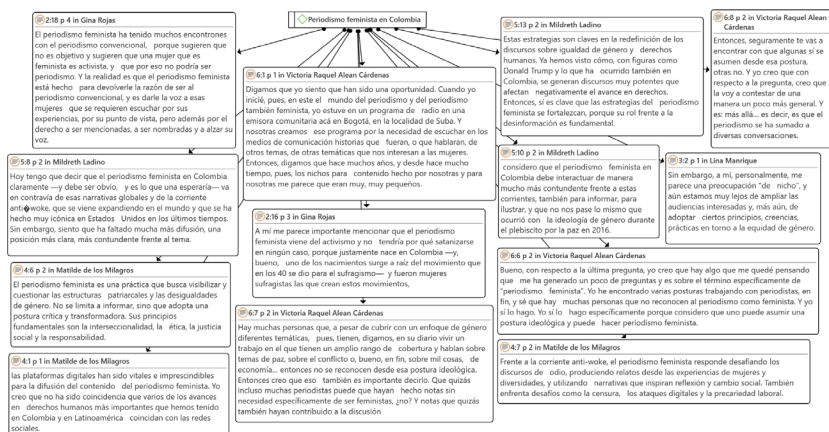 Periodismo feminista en Colombia
2:18 p 4 in Gina Rojas
El periodismo feminista ha tenido muchos encontrones
con el periodismo convencional, porque sugieren que
no es objetivo y sugieren que una mujer que es
feminista es activista, y que por eso no podría ser
periodismo. Y la realidad es que el periodismo feminista
está hecho para devolverle la razón de ser al
periodismo convencional, y es darle la voz a esas
mujeres que se requieren escuchar por sus
experiencias, por su punto de vista, pero además por el
derecho a ser mencionadas, a ser nombradas y a alzar su
voz.
5:8 p 2 in Mildreth Ladino
Hoy tengo que decir que el periodismo feminista en Colombia
claramente —y debe ser obvio, y es lo que una esperaría— va
en contravía de esas narrativas globales y de la corriente
anti�woke, que se viene expandiendo en el mundo y que se ha
hecho muy icónica en Estados Unidos en los últimos tiempos.
Sin embargo, siento que ha faltado mucha más difusión, una
posición más clara, más contundente frente al tema.
4:6 p 2 in Matilde de los Milagros
El periodismo feminista es una práctica que busca visibilizar y
cuestionar las estructuras patriarcales y las desigualdades
de género. No se limita a informar, sino que adopta una
postura crítica y transformadora. Sus principios
fundamentales son la interseccionalidad, la ética, la justicia
social y la responsabilidad.
4:1 p 1 in Matilde de los Milagros
las plataformas digitales han sido vitales e imprescindibles
para la difusión del contenido del periodismo feminista. Yo
creo que no ha sido coincidencia que varios de los avances
en derechos humanos más importantes que hemos tenido
en Colombia y en Latinoamérica coincidan con las redes
sociales.
6:1 p 1 in Victoria Raquel Alean Cárdenas
Digamos que yo siento que han sido una oportunidad. Cuando yo
inicié, pues, en este el mundo del periodismo y del periodismo
también feminista, yo estuve en un programa de radio en una
emisora comunitaria acá en Bogotá, en la localidad de Suba. Y
nosotras creamos ese programa por la necesidad de escuchar en los
medios de comunicación historias que fueran, o que hablaran, de
otros temas, de otras temáticas que nos interesan a las mujeres.
Entonces, digamos que hace muchos años, y desde hace mucho
tiempo, pues, los nichos para contenido hecho por nosotras y para
nosotras me parece que eran muy, muy pequeños.
2:16 p 3 in Gina Rojas
A mí me parece importante mencionar que el periodismo
feminista viene del activismo y no tendría por qué satanizarse
en ningún caso, porque justamente nace en Colombia —y,
bueno, uno de los nacimientos surge a raíz del movimiento que
en los 40 se dio para el sufragismo— y fueron mujeres
sufragistas las que crean estos movimientos,
6:7 p 2 in Victoria Raquel Alean Cárdenas
Hay muchas personas que, a pesar de cubrir con un enfoque de género
diferentes temáticas, pues, tienen, digamos, en su diario vivir un
trabajo en el que tienen un amplio rango de cobertura y hablan sobre
temas de paz, sobre el conflicto o, bueno, en fin, sobre mil cosas, de
economía... entonces no se reconocen desde esa postura ideológica.
Entonces creo que eso también es importante decirlo. Que quizás
incluso muchas periodistas puede que hayan hecho notas sin
necesidad específicamente de ser feministas, ¿no? Y notas que quizás
también hayan contribuido a la discusión
5:13 p 2 in Mildreth Ladino
Estas estrategias son claves en la redefinición de los
discursos sobre igualdad de género y derechos
humanos. Ya hemos visto cómo, con figuras como
Donald Trump y lo que ha ocurrido también en
Colombia, se generan discursos muy potentes que
afectan negativamente el avance en derechos.
Entonces, sí es clave que las estrategias del periodismo
feminista se fortalezcan, porque su rol frente a la
desinformación es fundamental.
5:10 p 2 in Mildreth Ladino
considero que el periodismo feminista en
Colombia debe interactuar de manera
mucho más contundente frente a estas
corrientes, también para informar, para
ilustrar, y que no nos pase lo mismo que
ocurrió con la ideología de género durante
el plebiscito por la paz en 2016.
6:8 p 2 in Victoria Raquel Alean
Cárdenas
Entonces, seguramente te vas a
encontrar con que algunas sí se
asumen desde esa postura,
otras no. Y yo creo que con
respecto a la pregunta, creo
que la voy a contestar de una
manera un poco más general. Y
es: más allá... es decir, es que el
periodismo se ha sumado a
diversas conversaciones.
3:2 p 1 in Lina Manrique
Sin embargo, a mí, personalmente, me
parece una preocupación "de nicho", y
aún estamos muy lejos de ampliar las
audiencias interesadas y, más aún, de
adoptar ciertos principios, creencias,
prácticas en torno a la equidad de género.
6:6 p 2 in Victoria Raquel Alean Cárdenas
Bueno, con respecto a la última pregunta, yo creo que hay algo que me quedé pensando
que me ha generado un poco de preguntas y es sobre el término específicamente de
"periodismo feminista". Yo he encontrado varias posturas trabajando con periodistas, en
fin, y sé que hay muchas personas que no reconocen al periodismo como feminista. Y yo
sí lo hago. Yo sí lo hago específicamente porque considero que uno puede asumir una
postura ideológica y puede hacer periodismo feminista.
4:7 p 2 in Matilde de los Milagros
Frente a la corriente anti-woke, el periodismo feminista responde desafiando los
discursos de odio, produciendo relatos desde las experiencias de mujeres y
diversidades, y utilizando narrativas que inspiran reflexión y cambio social. También
enfrenta desafíos como la censura, los ataques digitales y la precariedad laboral.